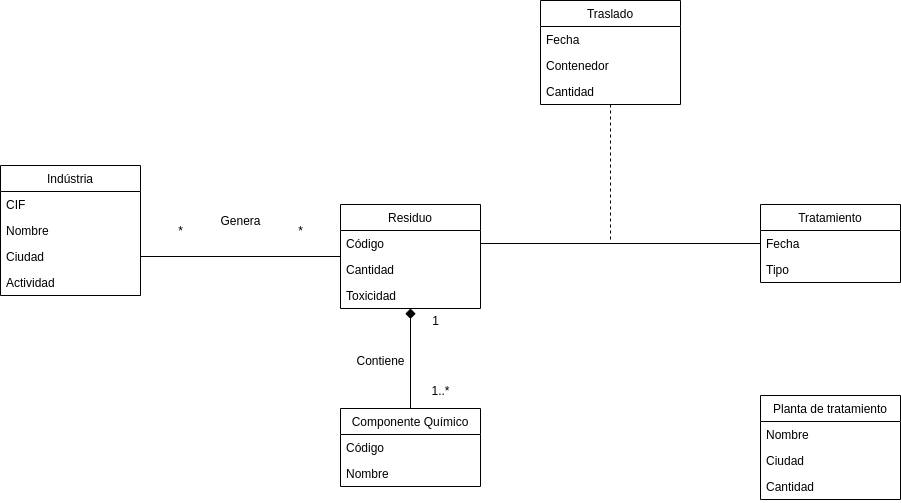 Traslado
Fecha
Contenedor
Cantidad
Indústria
CIF
Nombre
Ciudad
Actividad
Genera
*
*
Residuo
Código
Cantidad
Toxicidad
Tratamiento
Fecha
Tipo
1
Contiene
1..*
Componente Químico
Código
Nombre
Planta de tratamiento
Nombre
Ciudad
Cantidad